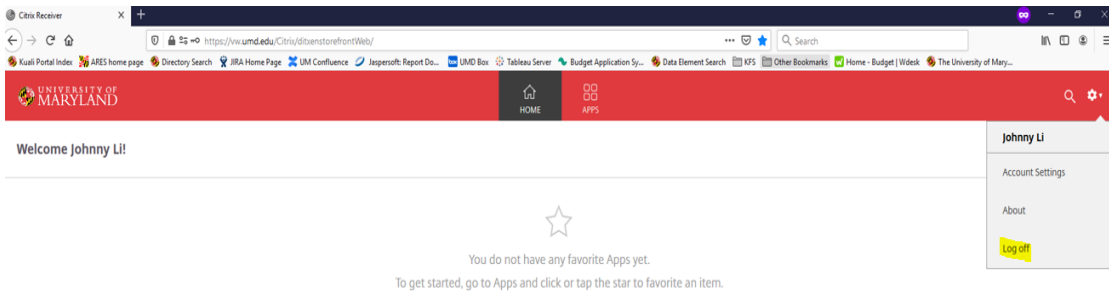 Citrix Receiver
https://vw.umd.edu/Citrix/ditxenstorefrontWeb/
Search
Kuali Portal Index ARES home page Directory Search JIRA Home Page UM Confluence Jaspersoft: Report Do... UMD Box Tableau Server Budget Application Sy... Data Element Search KFS Other Bookmarks Home - Budget | Wdesk The University of Mary...
UNIVERSITY OF
MARYLAND
HOME
APPS
Johnny Li
Welcome Johnny Li!
Account Settings
About
Log off
You do not have any favorite Apps yet.
To get started, go to Apps and click or tap the star to favorite an item.